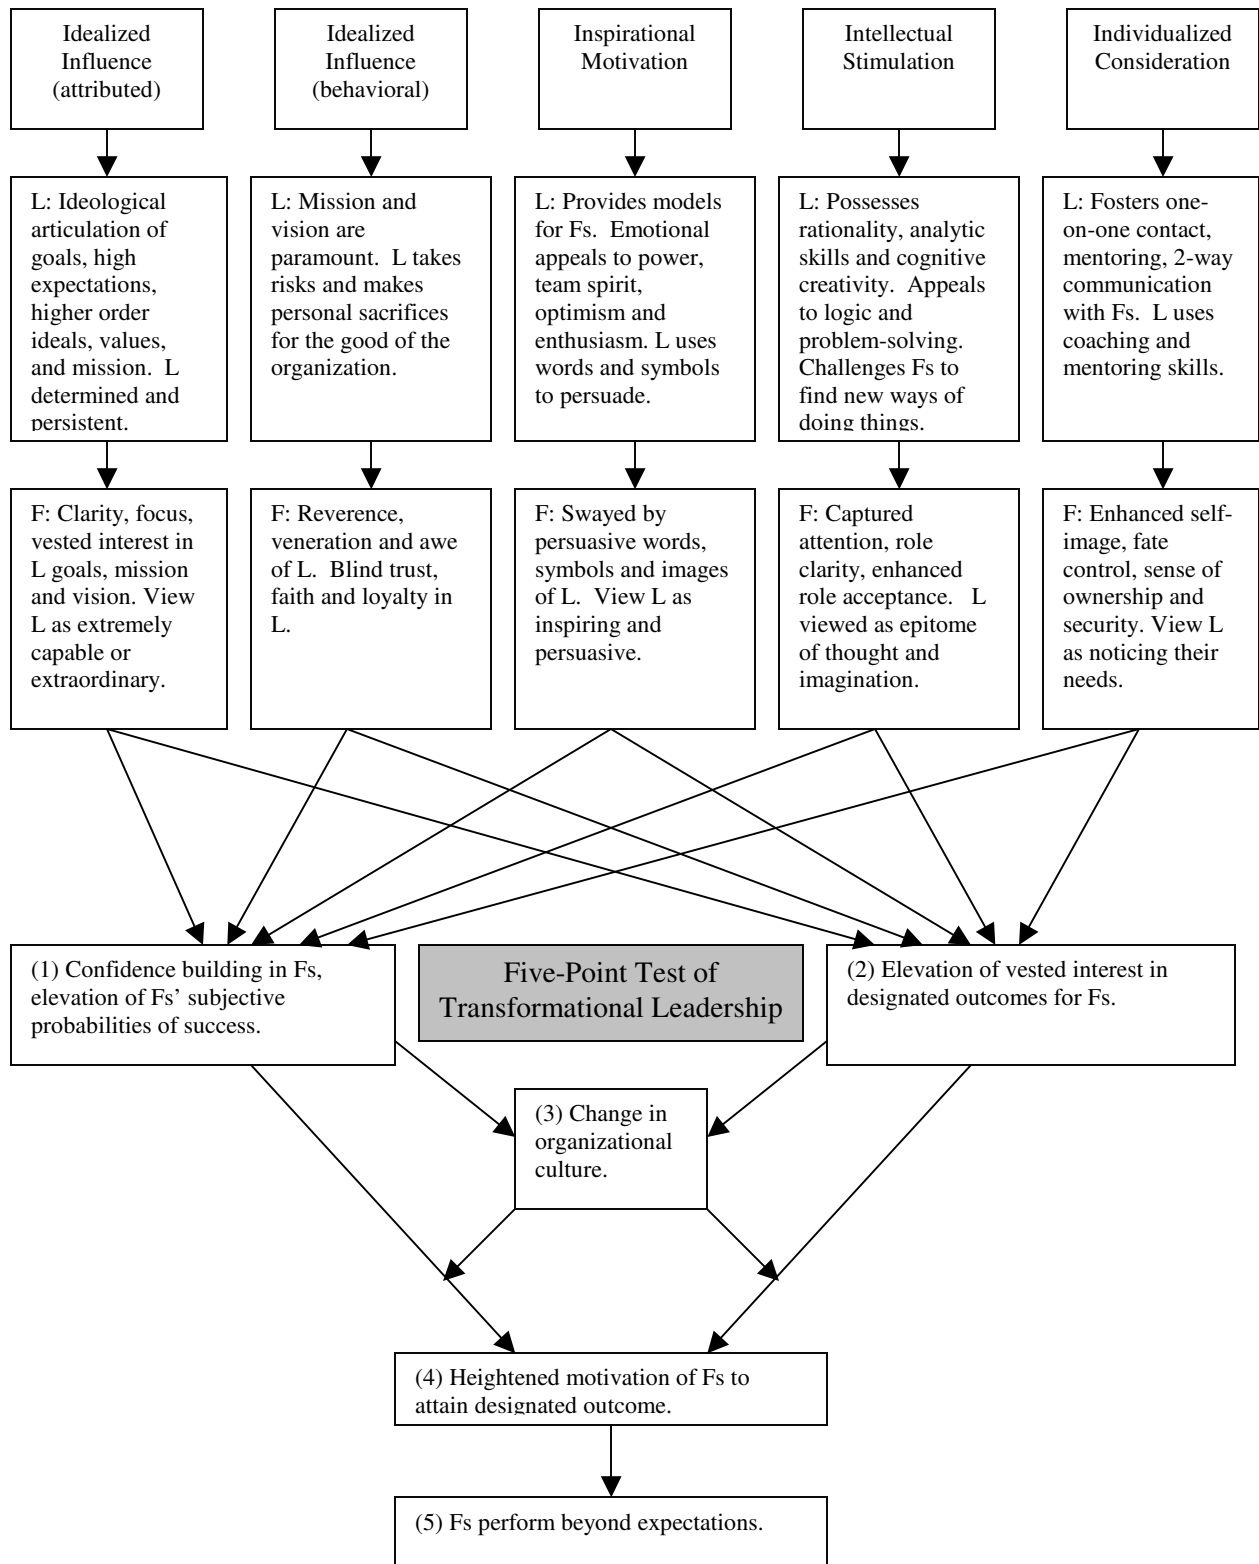 Idealized
Influence
(attributed)
Idealized
Influence
(behavioral)
Inspirational
Motivation
Intellectual
Stimulation
Individualized
Consideration
L: Ideological
articulation of
goals, high
expectations,
higher order
ideals, values,
and mission. L
determined and
persistent.
L: Mission and
vision are
paramount. L takes
risks and makes
personal sacrifices
for the good of the
organization.
L: Provides models
for Fs. Emotional
appeals to power,
team spirit,
optimism and
enthusiasm. L uses
words and symbols
to persuade.
L: Possesses
rationality, analytic
skills and cognitive
creativity. Appeals
to logic and
problem-solving.
Challenges Fs to
find new ways of
doing things.
L: Fosters one-
on-one contact,
mentoring, 2-way
communication
with Fs. L uses
coaching and
mentoring skills.
F: Clarity, focus,
vested interest in
L goals, mission
and vision. View
L as extremely
capable or
extraordinary.
F: Reverence,
veneration and awe
of L. Blind trust,
faith and loyalty in
L.
F: Swayed by
persuasive words,
symbols and images
of L. View L as
inspiring and
persuasive.
F: Captured
attention, role
clarity, enhanced
role acceptance. L
viewed as epitome
of thought and
imagination.
F: Enhanced self-
image, fate
control, sense of
ownership and
security. View L
as noticing their
needs.
(1) Confidence building in Fs,
elevation of Fs’ subjective
probabilities of success.
Five-Point Test of
Transformational Leadership
(2) Elevation of vested interest in
designated outcomes for Fs.
(3) Change in
organizational
culture.
(4) Heightened motivation of Fs to
attain designated outcome.
(5) Fs perform beyond expectations.